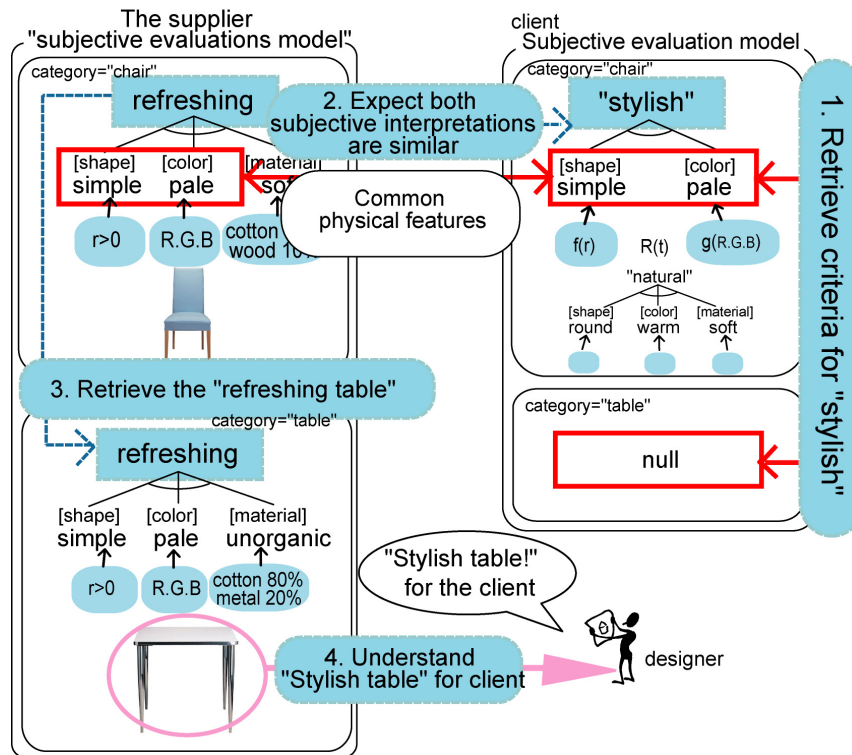 The supplier
"subjective evaluations model"
category="chair"
refreshing
[shape]
simple
[color]
pale
[material]
r>0
R.G.B
cotton
wood
2. Expect both
subjective interpretations
are similar
Common
physical features
client
Subjective evaluation model
category="chair"
"stylish"
[shape]
simple
[color]
pale
f(r)
R(t)
g(R.G.B)
"natural"
[shape]
round
[color]
warm
[material]
soft
category="table"
null
1. Retrieve criteria for "stylish"
3. Retrieve the "refreshing table"
category="table"
refreshing
[shape]
simple
[color]
pale
[material]
unorganic
r>0
R.G.B
cotton 80%
metal 20%
"Stylish table!"
for the client
4. Understand
"Stylish table" for client
designer